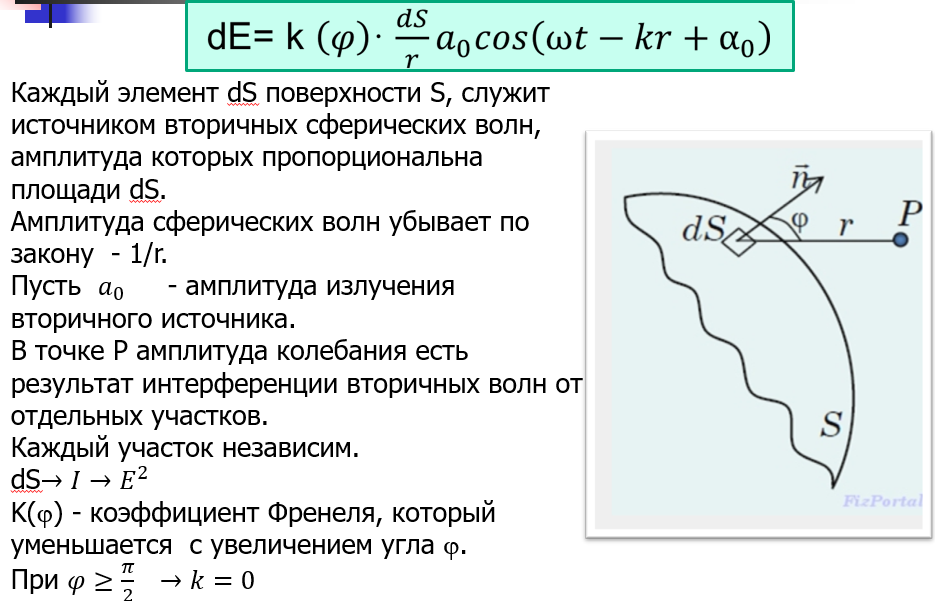 dE= k (φ)· dS/r a₀cos(ωt − kr + α₀)
Каждый элемент dS поверхности S, служит
источником вторичных сферических волн,
амплитуда которых пропорциональна
площади dS.
Амплитуда сферических волн убывает по
закону - 1/r.
Пусть a₀ - амплитуда излучения
вторичного источника.
В точке P амплитуда колебания есть
результат интерференции вторичных волн от
отдельных участков.
Каждый участок независим.
dS→ I → E²
K(φ) - коэффициент Френеля, который
уменьшается с увеличением угла φ.
При φ ≥ π/2 → k = 0
n⃗
dS φ r P
S
FizPortal